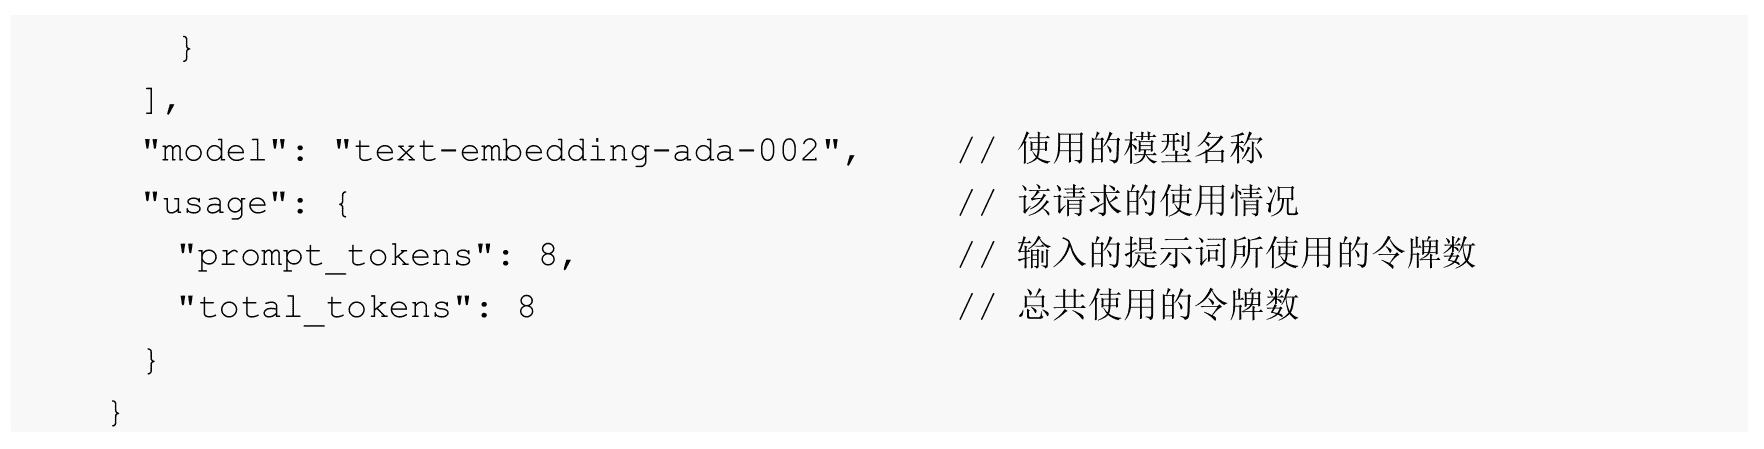 }
  ],
  "model": "text-embedding-ada-002",     // 使用的模型名称
  "usage": {                             // 该请求的使用情况
    "prompt_tokens": 8,                  // 输入的提示词所使用的令牌数
    "total_tokens": 8                    // 总共使用的令牌数
  }
}